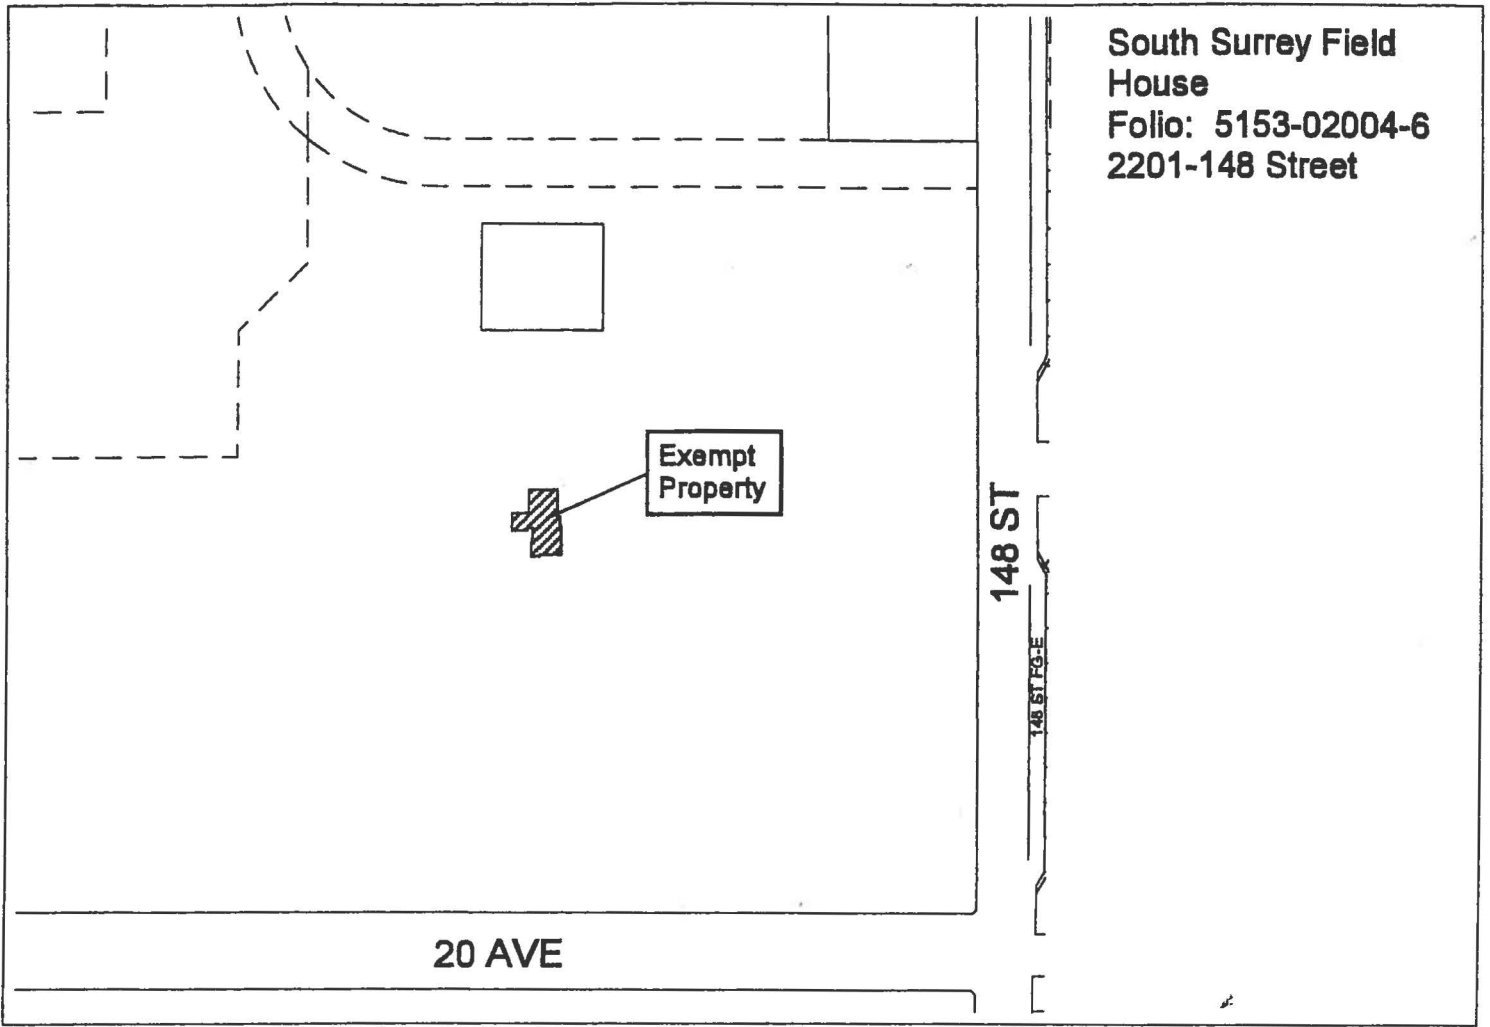 South Surrey Field
House
Folio: 5153-02004-6
2201-148 Street
Exempt
Property
148 ST
148 ST FG-E
20 AVE